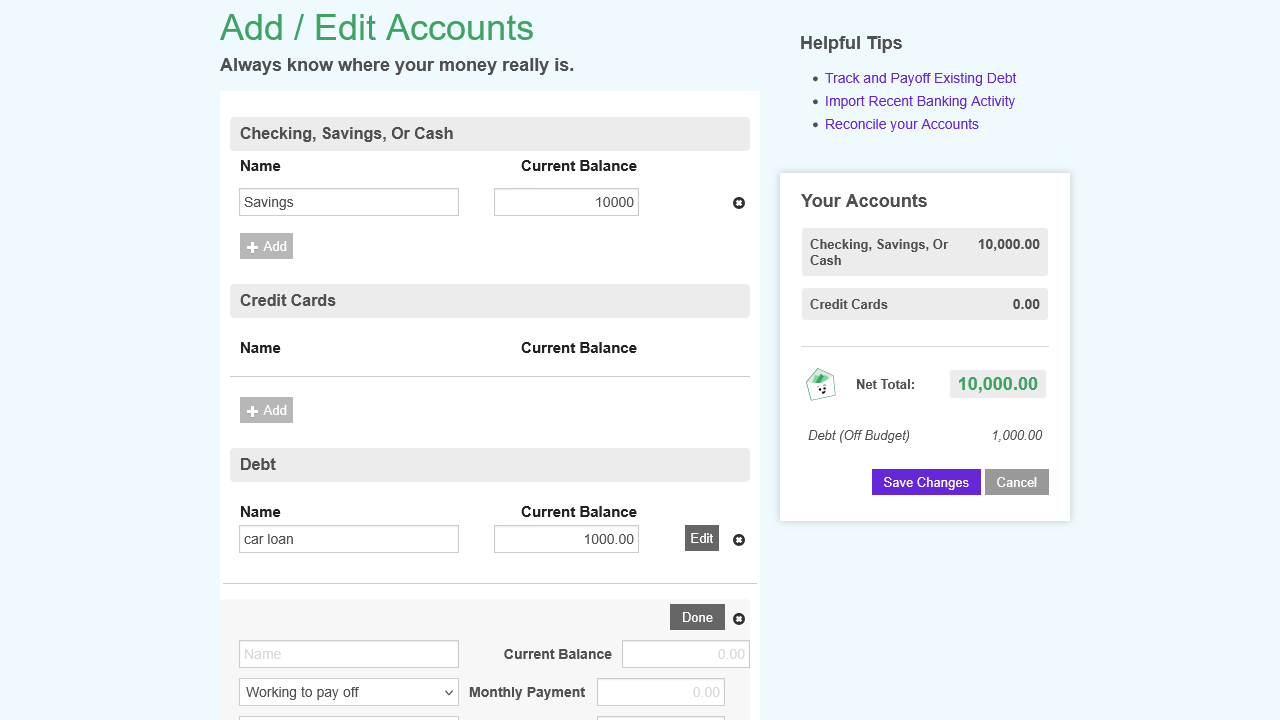 Add / Edit Accounts
Always know where your money really is.
Checking, Savings, Or Cash
Name Current Balance
Savings 10000
Add
Credit Cards
Name Current Balance
Add
Debt
Name Current Balance
car loan 1000.00 Edit
Done
Name Current Balance 0.00
Working to pay off Monthly Payment 0.00
Helpful Tips
Track and Payoff Existing Debt
Import Recent Banking Activity
Reconcile your Accounts
Your Accounts
Checking, Savings, Or 10,000.00
Cash
Credit Cards 0.00
Net Total: 10,000.00
Debt (Off Budget) 1,000.00
Save Changes Cancel